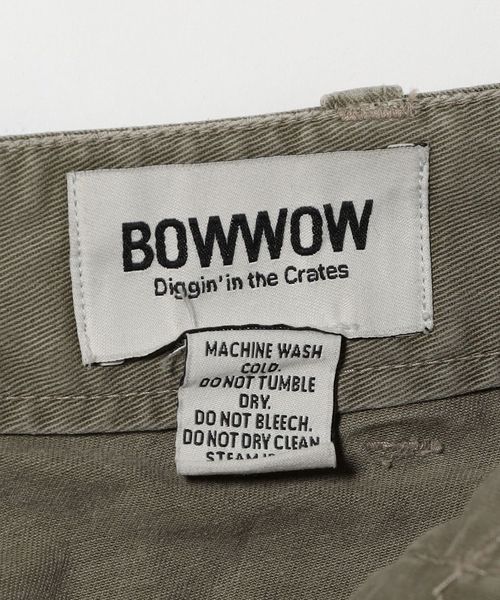 BOWWOW
Diggin' in the Crates
MACHINE WASH
COLD.
DO NOT TUMBLE
DRY.
DO NOT BLEECH.
DO NOT DRY CLEAN
STEAM